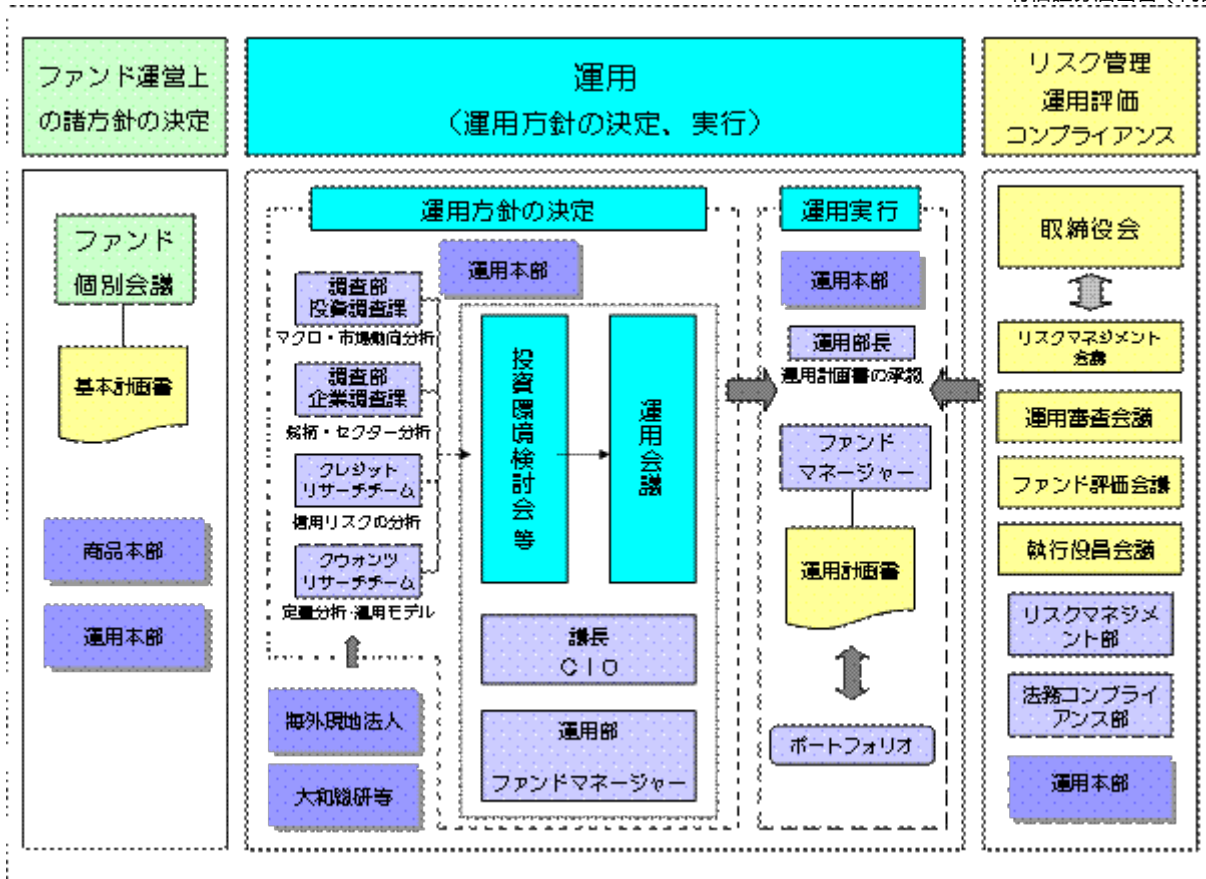 ファンド運営上
の諸方針の決定
運用
（運用方針の決定、実行）
リスク管理
運用評価
コンプライアンス
ファンド
個別会議
基本計画書
商品本部
運用本部
運用方針の決定
運用本部
調査部
投資調査課
マクロ・市場動向分析
調査部
企業調査課
銘柄・セクター分析
クレジット
リサーチチーム
信用リスクの分析
クウォンツ
リサーチチーム
定量分析・運用モデル
海外現地法人
大和総研等
投資環境検討会等
運用会議
議長
ＣＩＯ
運用部
ファンドマネージャー
運用実行
運用本部
運用部長
運用計画書の承認
ファンド
マネージャー
運用計画書
ポートフォリオ
取締役会
リスクマネジメント
会議
運用審査会議
ファンド評価会議
執行役員会議
リスクマネジメ
ント部
法務コンプライ
アンス部
運用本部